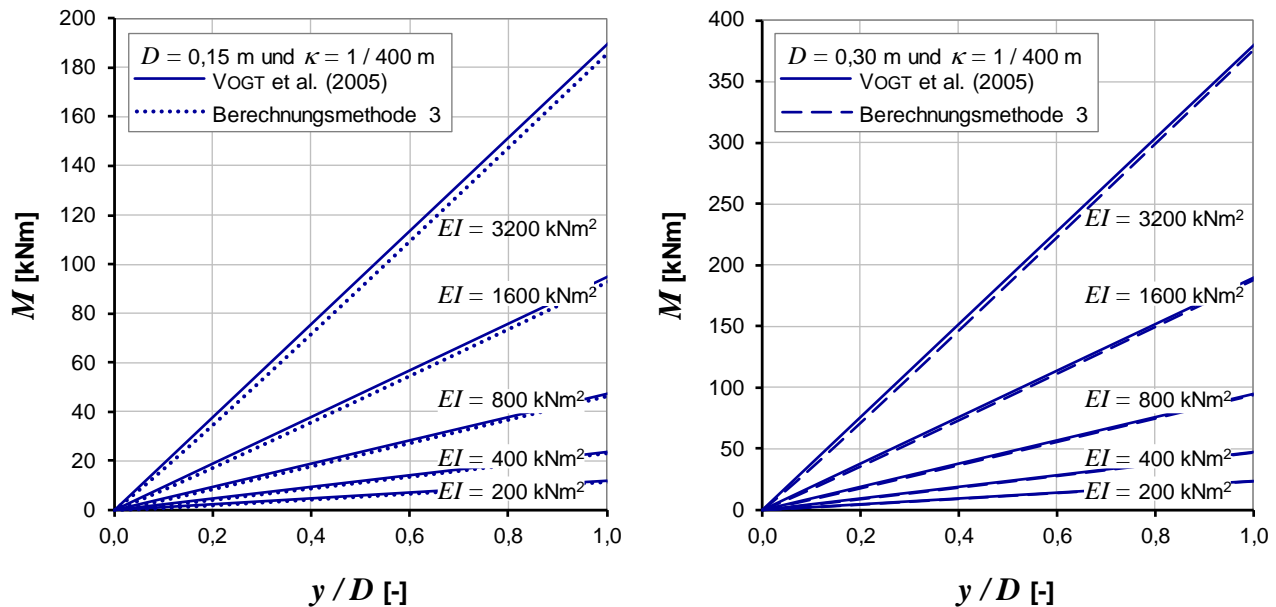 D = 0,15 m und κ = 1 / 400 m
VOGT et al. (2005)
Berechnungsmethode 3
200
180
160
140
120
100
80
60
40
20
0
M [kNm]
EI = 3200 kNm²
EI = 1600 kNm²
EI = 800 kNm²
EI = 400 kNm²
EI = 200 kNm²
0,0 0,2 0,4 0,6 0,8 1,0
y / D [-]
D = 0,30 m und κ = 1 / 400 m
VOGT et al. (2005)
Berechnungsmethode 3
400
350
300
250
200
150
100
50
0
M [kNm]
EI = 3200 kNm²
EI = 1600 kNm²
EI = 800 kNm²
EI = 400 kNm²
EI = 200 kNm²
0,0 0,2 0,4 0,6 0,8 1,0
y / D [-]